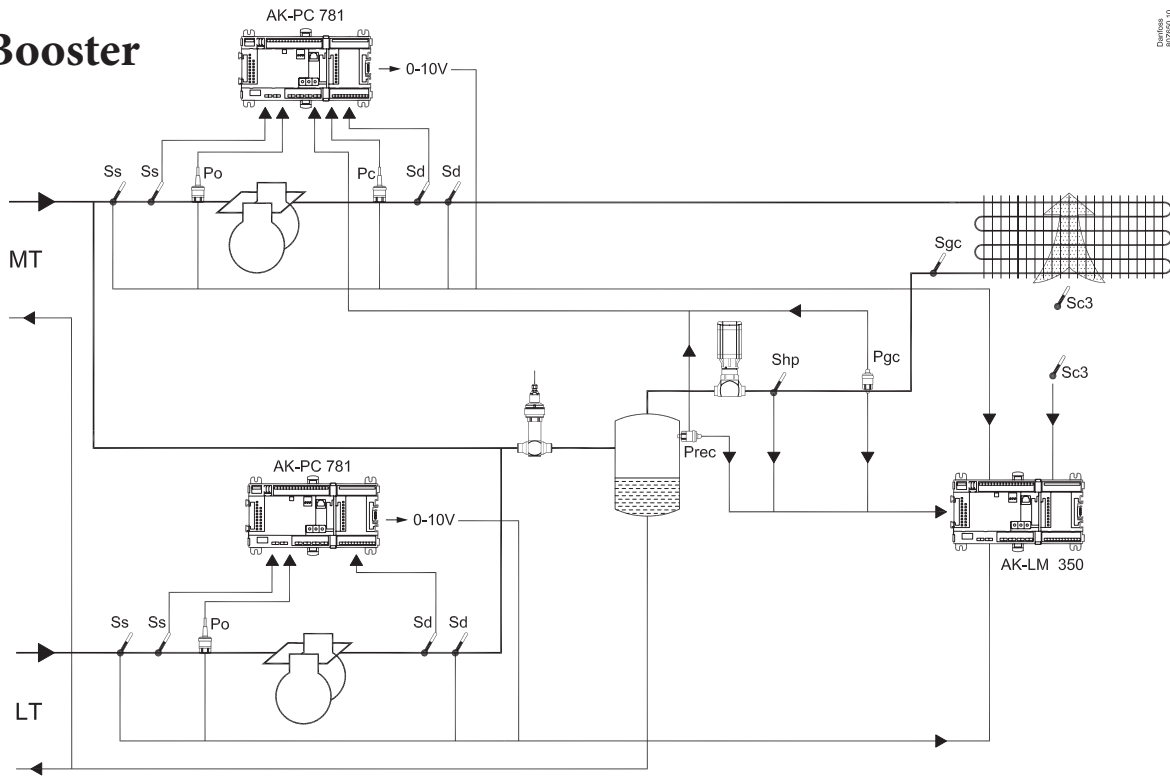 AK-PC 781
Booster
0-10V
Ss
Ss
Po
Pc
Sd
Sd
MT
Sgc
Sc3
Shp
Pgc
Sc3
Prec
AK-PC 781
0-10V
AK-LM 350
Ss
Ss
Po
Sd
Sd
LT
Danfoss